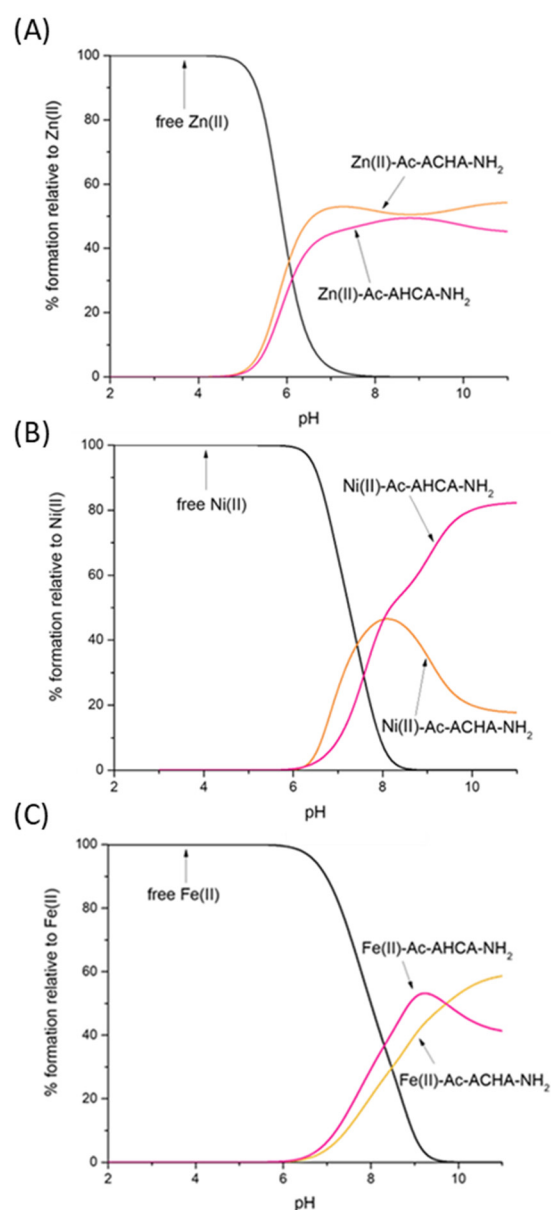 (A)
100
80
60
40
20
0
% formation relative to Zn(II)
free Zn(II)
Zn(II)-Ac-ACHA-NH₂
Zn(II)-Ac-AHCA-NH₂
2 4 6 8 10
pH
(B)
100
80
60
40
20
0
% formation relative to Ni(II)
free Ni(II)
Ni(II)-Ac-AHCA-NH₂
Ni(II)-Ac-ACHA-NH₂
2 4 6 8 10
pH
(C)
100
80
60
40
20
0
% formation relative to Fe(II)
free Fe(II)
Fe(II)-Ac-AHCA-NH₂
Fe(II)-Ac-ACHA-NH₂
2 4 6 8 10
pH